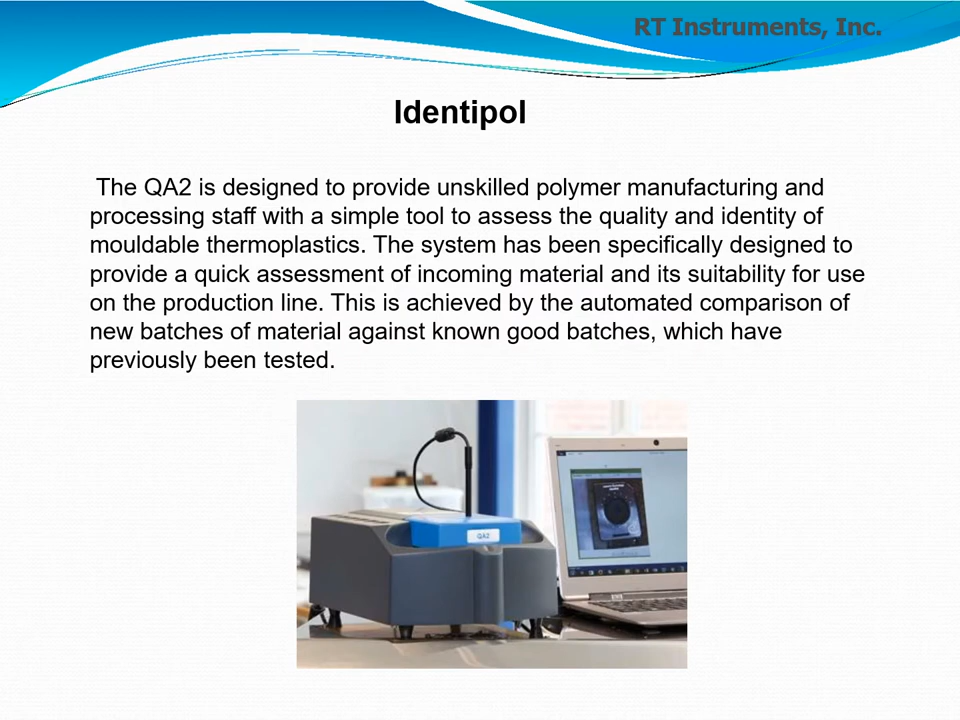 RT Instruments, Inc.
Identipol
The QA2 is designed to provide unskilled polymer manufacturing and
processing staff with a simple tool to assess the quality and identity of
mouldable thermoplastics. The system has been specifically designed to
provide a quick assessment of incoming material and its suitability for use
on the production line. This is achieved by the automated comparison of
new batches of material against known good batches, which have
previously been tested.
QA2